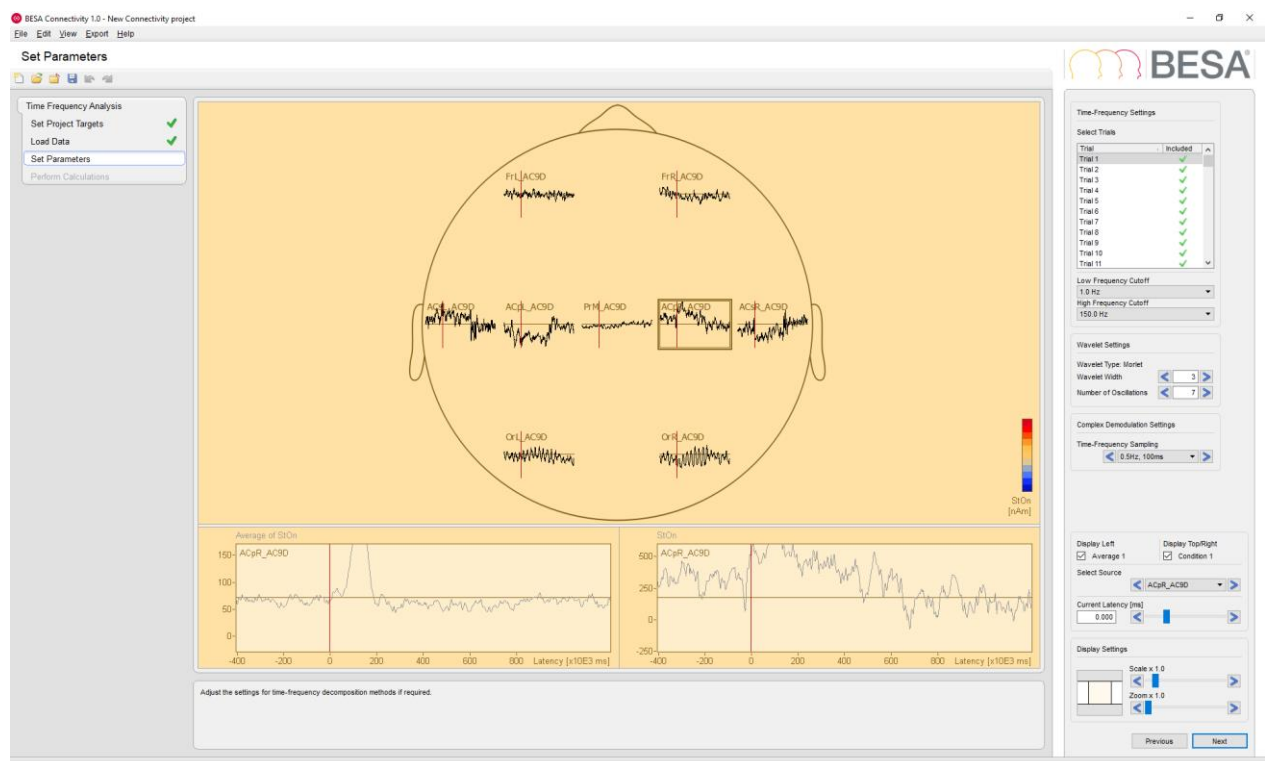 BESA Connectivity 1.0 - New Connectivity project
File Edit View Export Help
Set Parameters
BESA®
Time Frequency Analysis
Set Project Targets
Load Data
Set Parameters
Perform Calculations
FrL_AC9D
FrR_AC9D
ACpL_AC9D
PrM_AC9D
ACpR_AC9D
ACsR_AC9D
OrL_AC9D
OrR_AC9D
StOn
[nAm]
Average of StOn
ACpR_AC9D
150
100
50
0
-400 -200 0 200 400 600 800 Latency [x10E3 ms]
StOn
ACpR_AC9D
500
250
0
-250
-400 -200 0 200 400 600 800 Latency [x10E3 ms]
Adjust the settings for time-frequency decomposition methods if required.
Time-Frequency Settings
Select Trials
Trial Included
Trial 1
Trial 2
Trial 3
Trial 4
Trial 5
Trial 6
Trial 7
Trial 8
Trial 9
Trial 10
Trial 11
Low Frequency Cutoff
1.0 Hz
High Frequency Cutoff
150.0 Hz
Wavelet Settings
Wavelet Type: Morlet
Wavelet Width 3
Number of Oscillations 7
Complex Demodulation Settings
Time-Frequency Sampling
0.5Hz, 100ms
Display Left Display Top/Right
Average 1 Condition 1
Select Source
ACpR_AC9D
Current Latency [ms]
0.000
Display Settings
Scale x 1.0
Zoom x 1.0
Previous Next